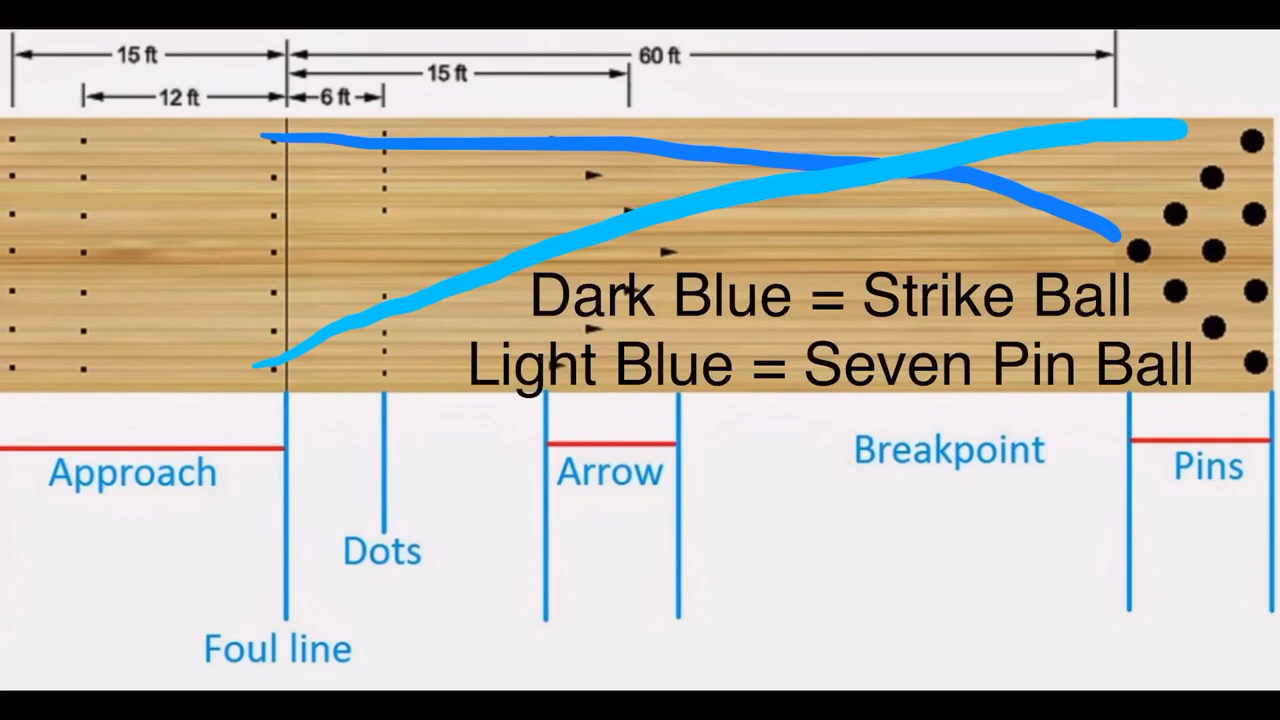 15 ft
60 ft
15 ft
12 ft
6 ft
Dark Blue = Strike Ball
Light Blue = Seven Pin Ball
Approach
Arrow
Breakpoint
Pins
Dots
Foul line